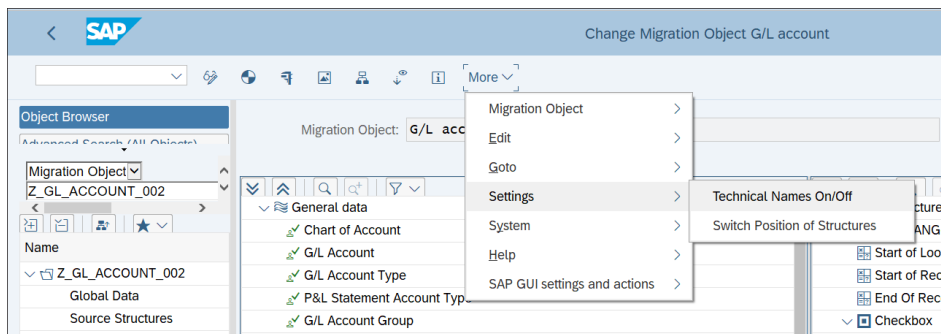 SAP
Change Migration Object G/L account
More
Object Browser
Advanced Search (All Objects)
Migration Object
Z_GL_ACCOUNT_002
Name
Z_GL_ACCOUNT_002
Global Data
Source Structures
Migration Object: G/L acc
General data
Chart of Account
G/L Account
G/L Account Type
P&L Statement Account Type
G/L Account Group
Migration Object
Edit
Goto
Settings
System
Help
SAP GUI settings and actions
Technical Names On/Off
Switch Position of Structures
cture
ANG
Start of Loo
Start of Rec
End Of Rec
Checkbox